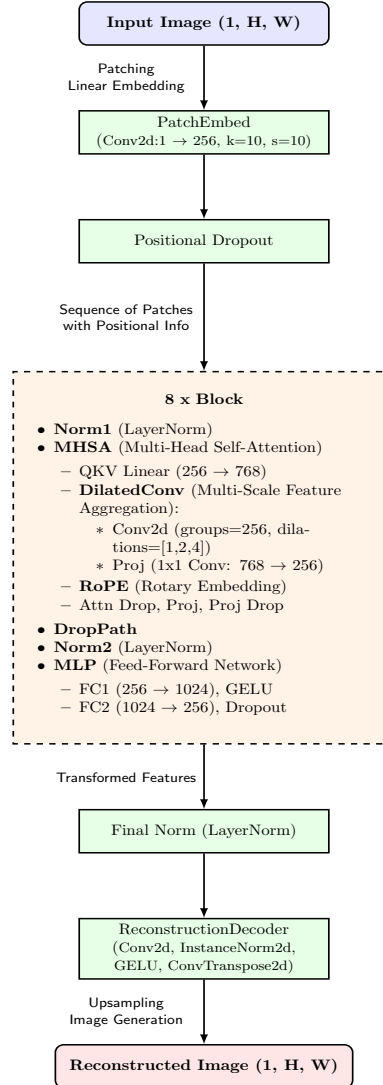 Input Image (1, H, W)
Patching
Linear Embedding
PatchEmbed
(Conv2d:1 → 256, k=10, s=10)
Positional Dropout
Sequence of Patches
with Positional Info
8 x Block
• Norm1 (LayerNorm)
• MHSA (Multi-Head Self-Attention)
– QKV Linear (256 → 768)
– DilatedConv (Multi-Scale Feature
Aggregation):
∗ Conv2d (groups=256, dila-
tions=[1,2,4])
∗ Proj (1x1 Conv: 768 → 256)
– RoPE (Rotary Embedding)
– Attn Drop, Proj, Proj Drop
• DropPath
• Norm2 (LayerNorm)
• MLP (Feed-Forward Network)
– FC1 (256 → 1024), GELU
– FC2 (1024 → 256), Dropout
Transformed Features
Final Norm (LayerNorm)
ReconstructionDecoder
(Conv2d, InstanceNorm2d,
GELU, ConvTranspose2d)
Upsampling
Image Generation
Reconstructed Image (1, H, W)